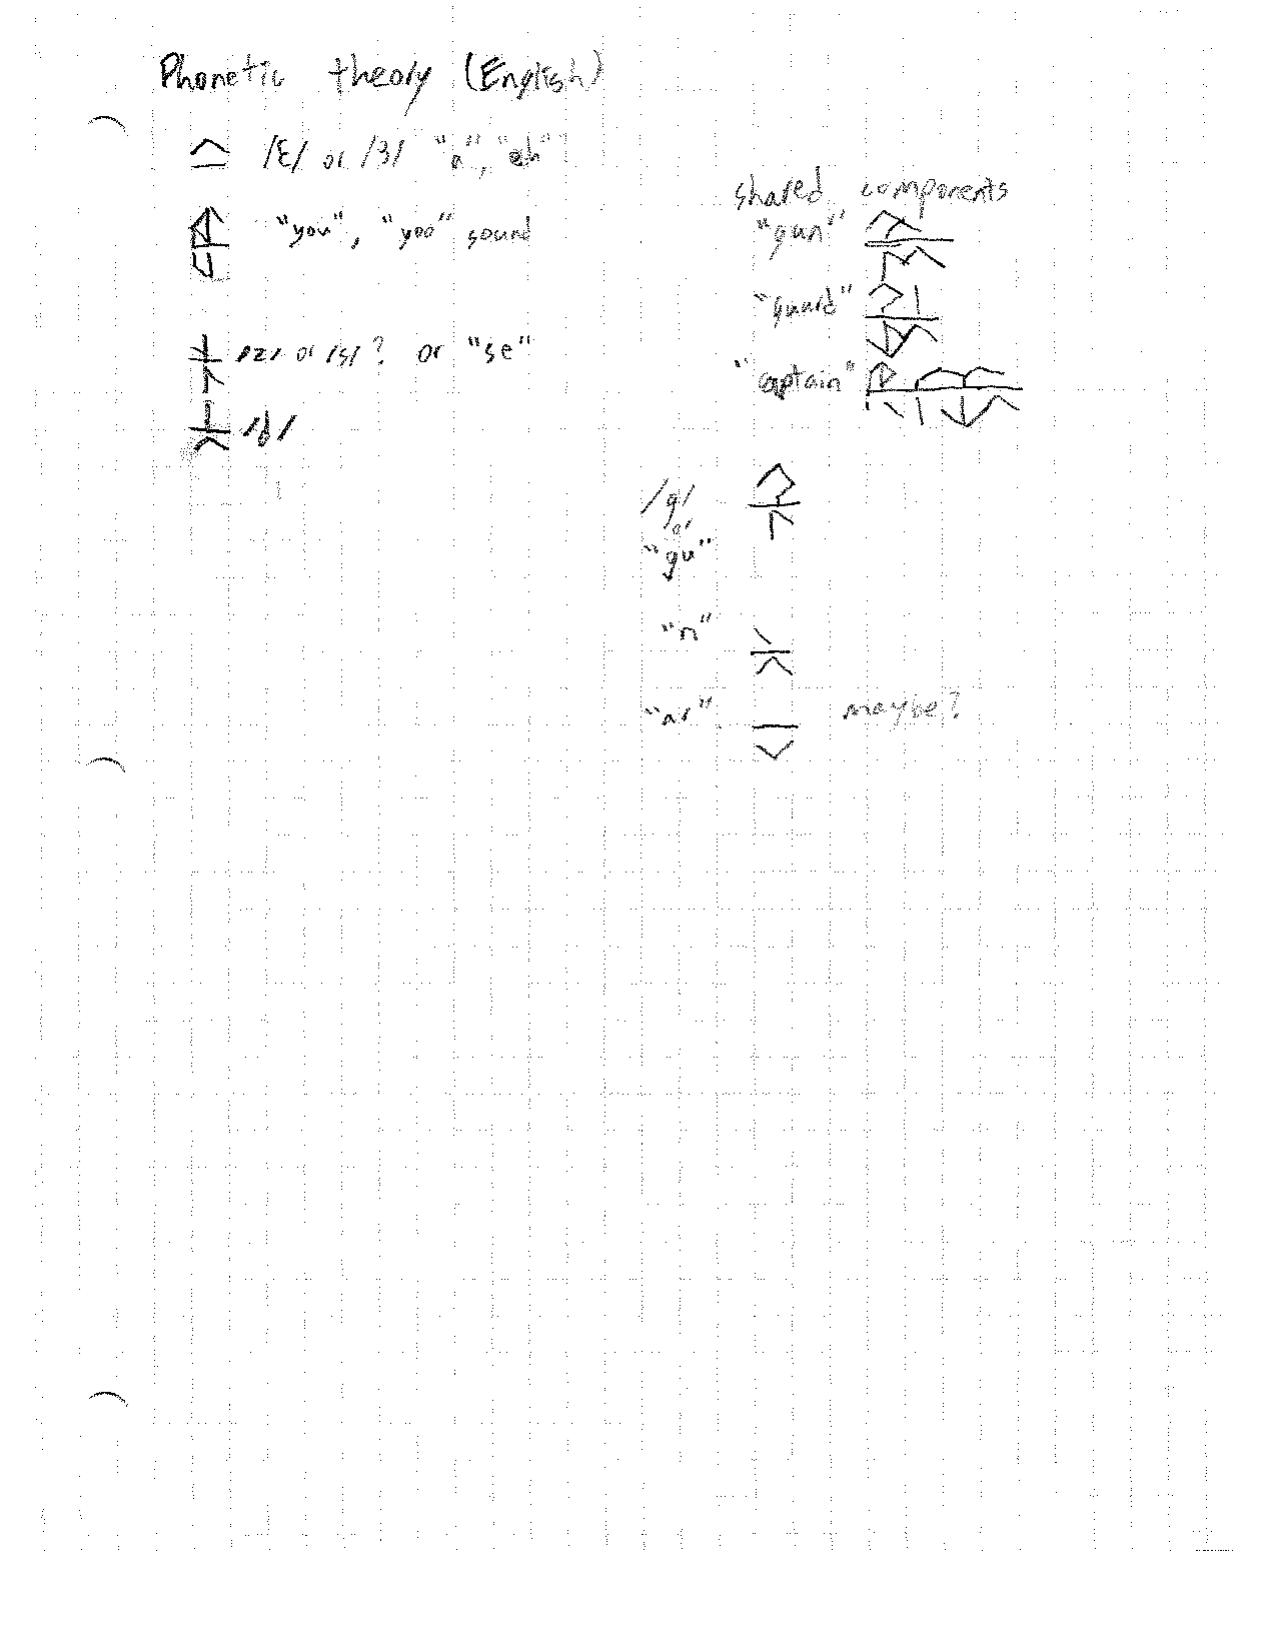 Phonetic theory (English)
/ɛ/ or /ɜ/ "a", "eh"
"you", "yoo" sound
/z/ or /s/? or "se"
/d/
shared components
"gun"
"guard"
"captain"
/g/
or
"gu"
"n"
"ar" maybe?